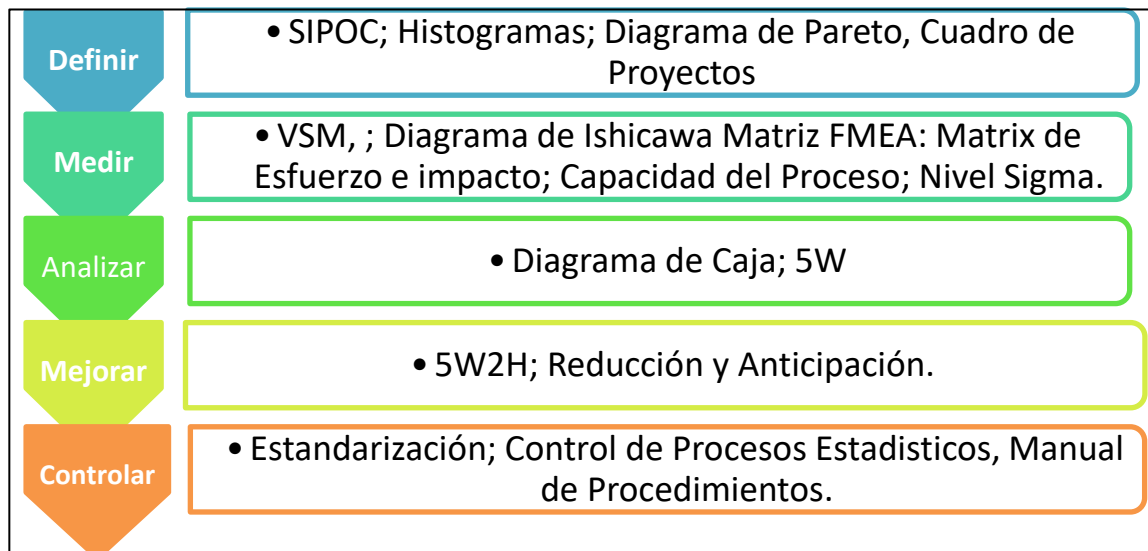 Definir
• SIPOC; Histogramas; Diagrama de Pareto, Cuadro de
Proyectos
Medir
• VSM, ; Diagrama de Ishicawa Matriz FMEA: Matrix de
Esfuerzo e impacto; Capacidad del Proceso; Nivel Sigma.
Analizar
• Diagrama de Caja; 5W
Mejorar
• 5W2H; Reducción y Anticipación.
Controlar
• Estandarización; Control de Procesos Estadisticos, Manual
de Procedimientos.